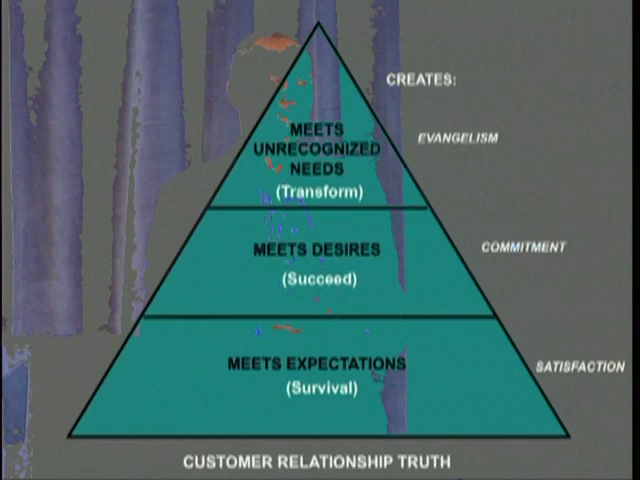 CREATES:
EVANGELISM
MEETS
UNRECOGNIZED
NEEDS
(Transform)
MEETS DESIRES
(Succeed)
COMMITMENT
MEETS EXPECTATIONS
(Survival)
SATISFACTION
CUSTOMER RELATIONSHIP TRUTH